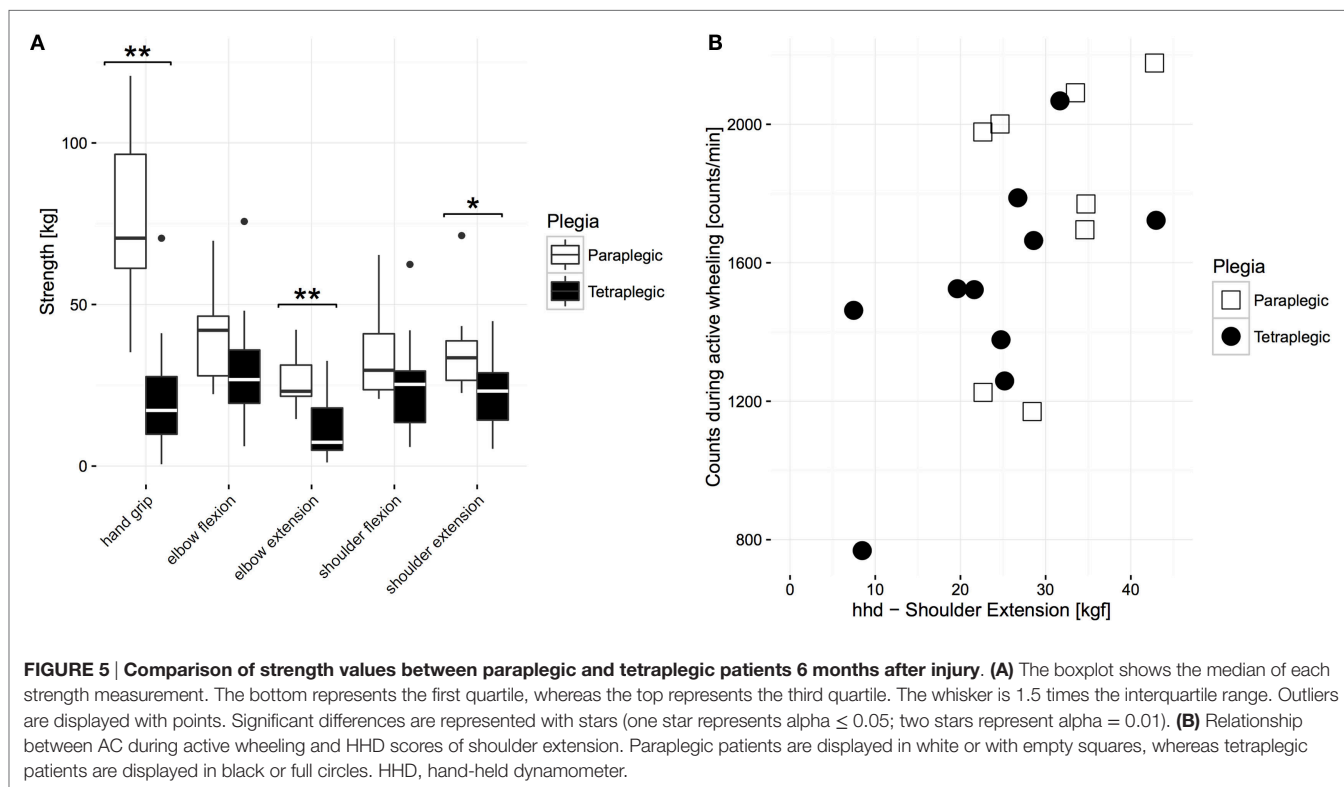 A
**
**
*
100
50
0
Strength [kg]
hand grip
elbow flexion
elbow extension
shoulder flexion
shoulder extension
Plegia
Paraplegic
Tetraplegic
B
2000
1600
1200
800
Counts during active wheeling [counts/min]
0 10 20 30 40
hhd − Shoulder Extension [kgf]
Plegia
Paraplegic
Tetraplegic
FIGURE 5 | Comparison of strength values between paraplegic and tetraplegic patients 6 months after injury. (A) The boxplot shows the median of each
strength measurement. The bottom represents the first quartile, whereas the top represents the third quartile. The whisker is 1.5 times the interquartile range. Outliers
are displayed with points. Significant differences are represented with stars (one star represents alpha ≤ 0.05; two stars represent alpha = 0.01). (B) Relationship
between AC during active wheeling and HHD scores of shoulder extension. Paraplegic patients are displayed in white or with empty squares, whereas tetraplegic
patients are displayed in black or full circles. HHD, hand-held dynamometer.